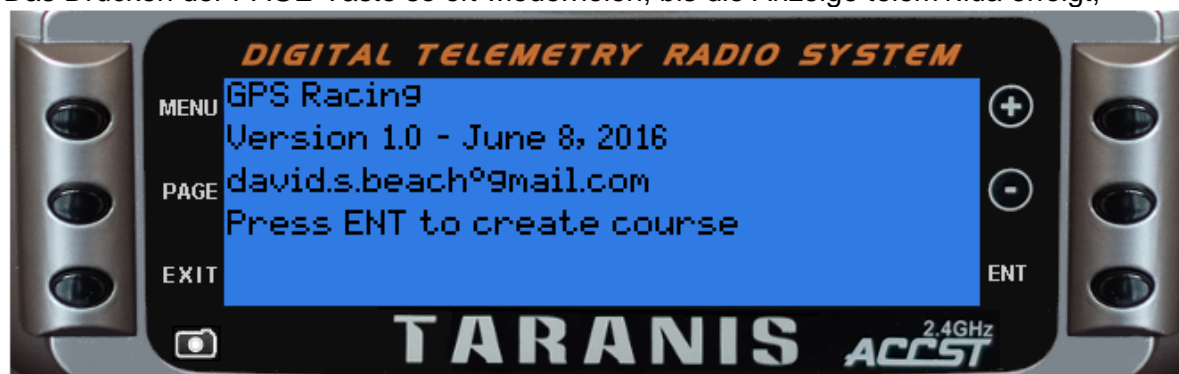 DIGITAL TELEMETRY RADIO SYSTEM
MENU
GPS Racing
Version 1.0 - June 8, 2016
PAGE
david.s.beach°gmail.com
Press ENT to create course
EXIT
ENT
TARANIS
2.4GHz
ACCST